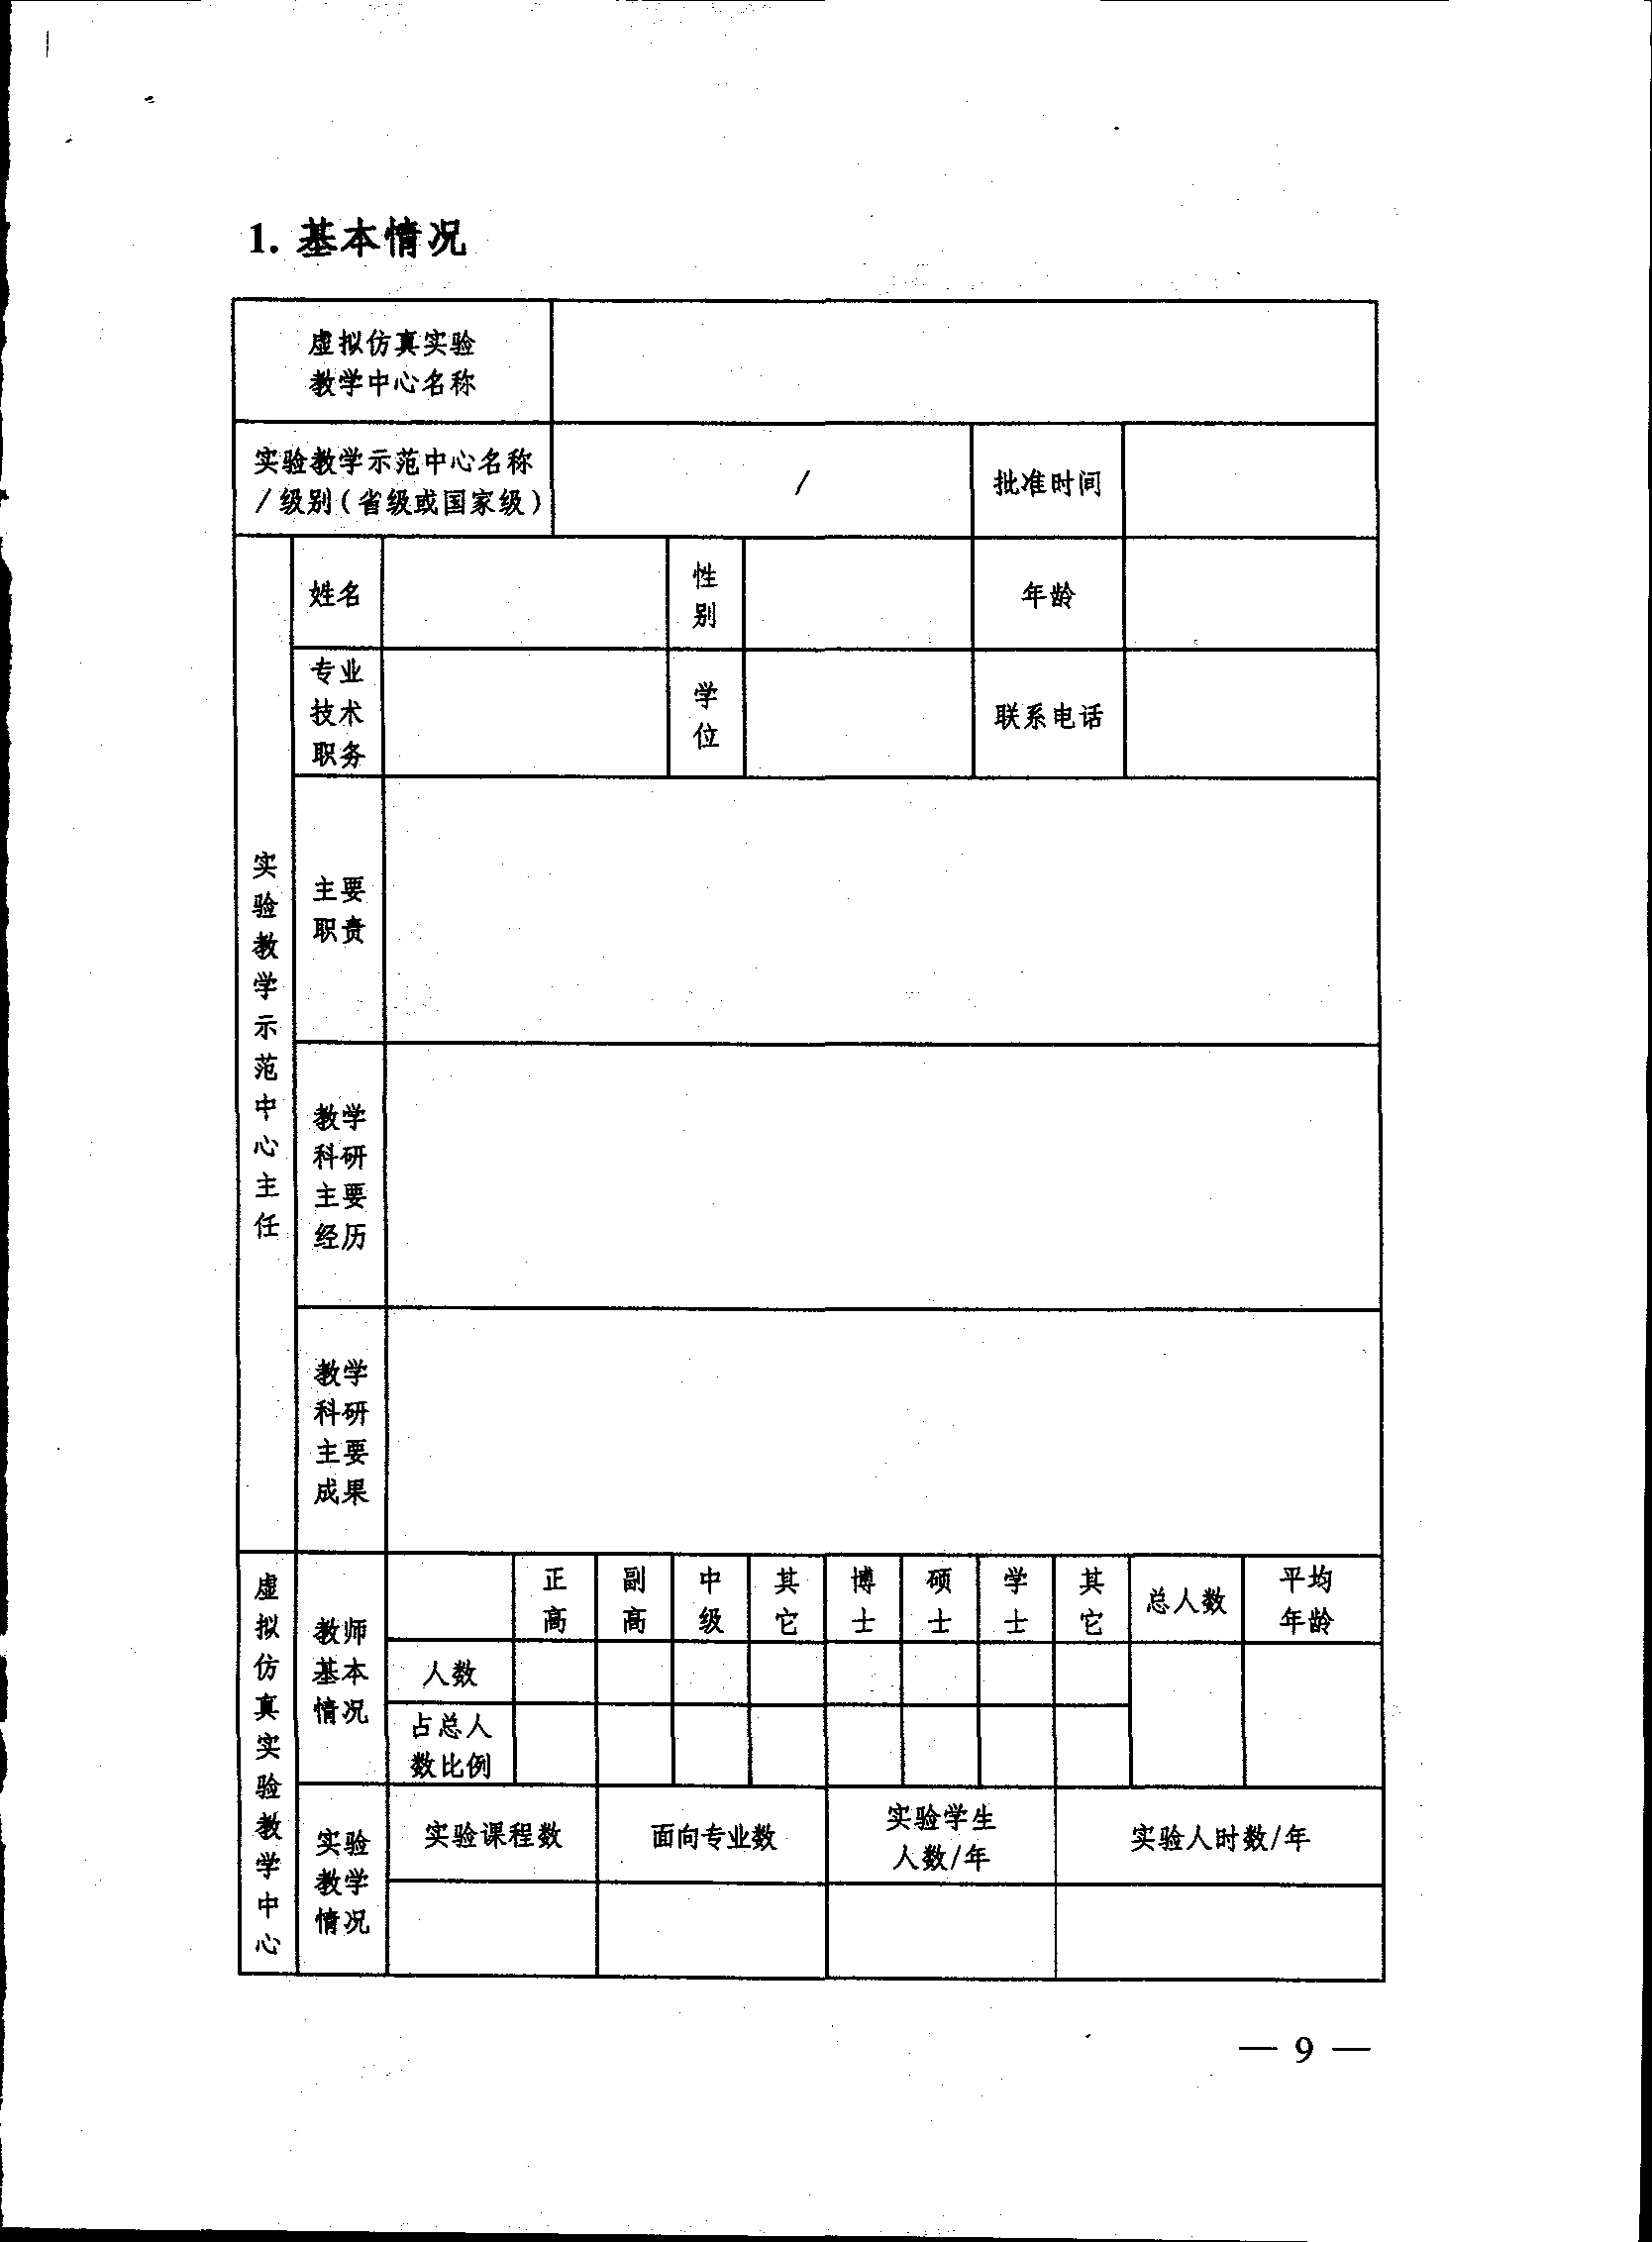 1. 基本情况
虚拟仿真实验
教学中心名称
实验教学示范中心名称
/级别(省级或国家级)
/
批准时间
实验教学示范中心主任
姓名
性别
年龄
专业
技术
职务
学位
联系电话
主要
职责
教学
科研
主要
经历
教学
科研
主要
成果
虚拟仿真实验教学中心
教师
基本
情况
正高
副高
中级
其它
博士
硕士
学士
其它
总人数
平均
年龄
人数
占总人
数比例
实验
教学
情况
实验课程数
面向专业数
实验学生
人数/年
实验人时数/年
— 9 —